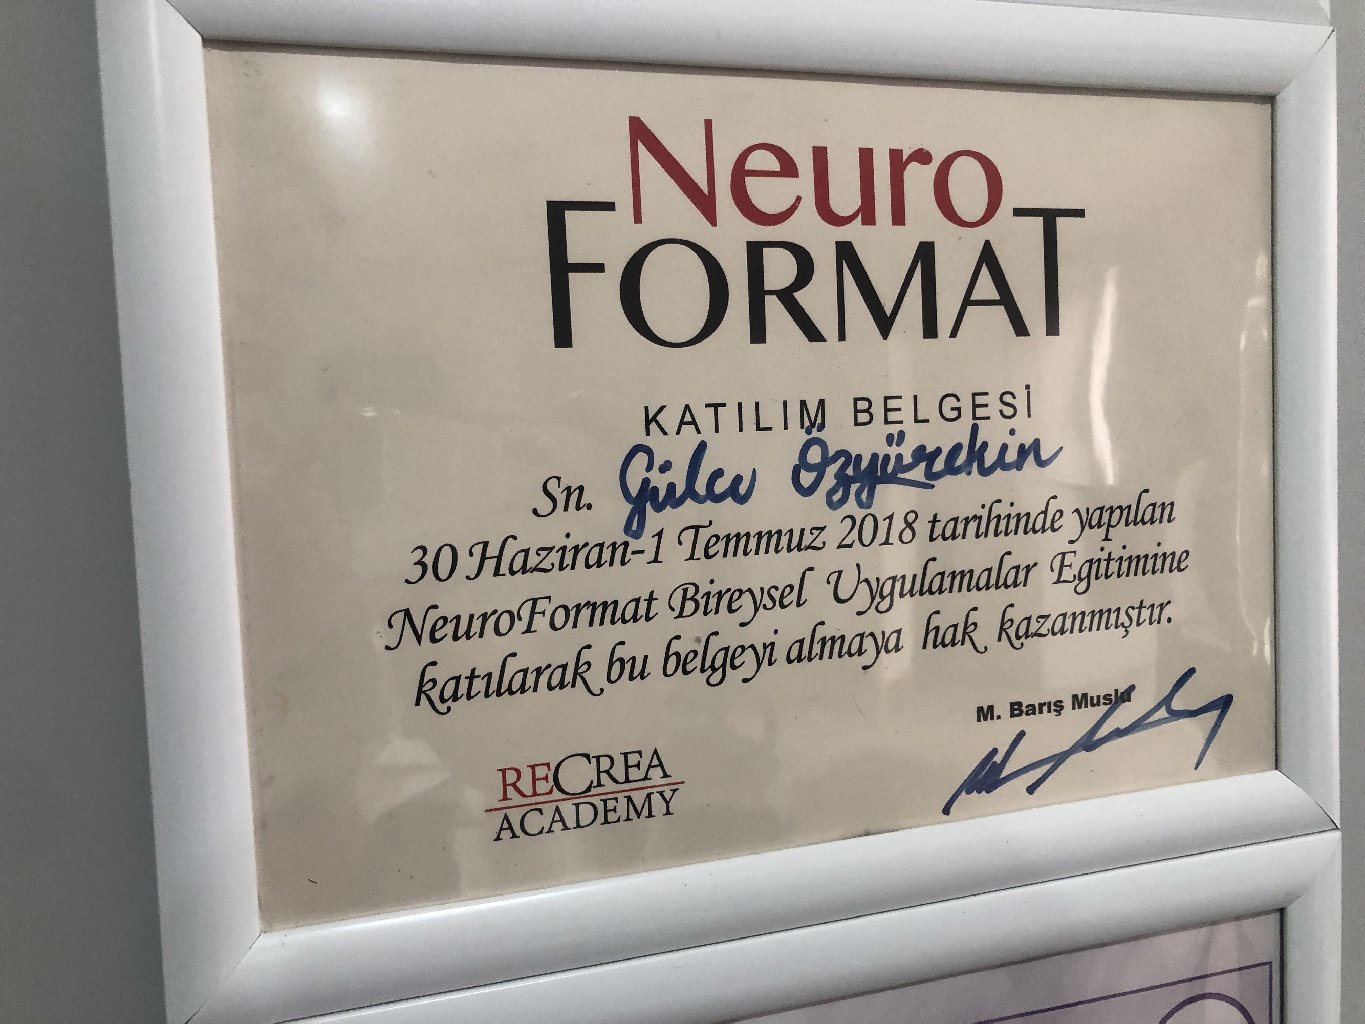 Neuro
FORMAT
KATILIM BELGESİ
Sn. Gülce Özyürekin
30 Haziran-1 Temmuz 2018 tarihinde yapılan
NeuroFormat Bireysel Uygulamalar Egitimine
katılarak bu belgeyi almaya hak kazanmıştır.
M. Barış Muslu
RECREA
ACADEMY